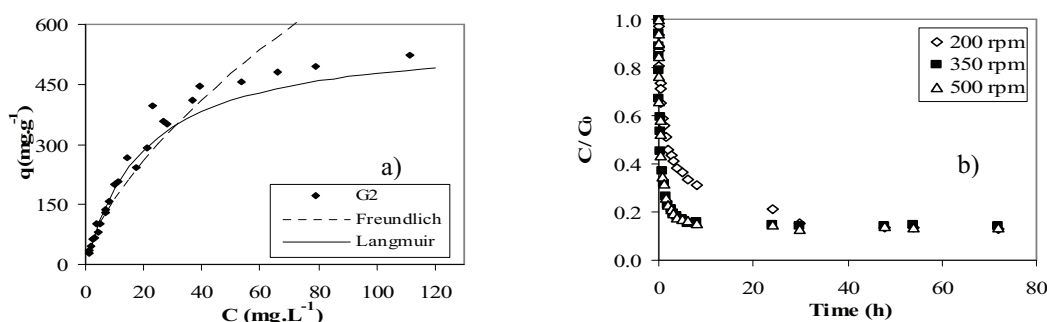 600
450
300
150
0
q(mg.g-1)
a)
G2
Freundlich
Langmuir
0 20 40 60 80 100 120
C (mg.L-1)
b)
1.0
0.8
0.6
0.4
0.2
0.0
C/ C0
200 rpm
350 rpm
500 rpm
0 20 40 60 80
Time (h)